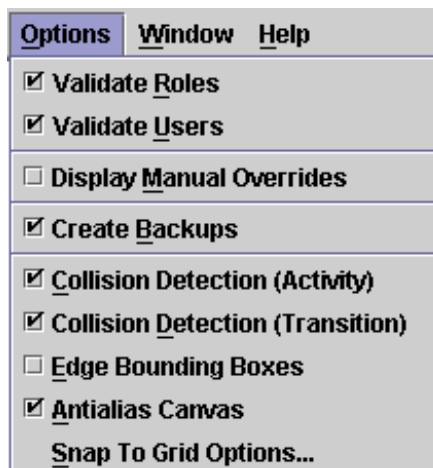 Options Window Help
Validate Roles
Validate Users
Display Manual Overrides
Create Backups
Collision Detection (Activity)
Collision Detection (Transition)
Edge Bounding Boxes
Antialias Canvas
Snap To Grid Options...